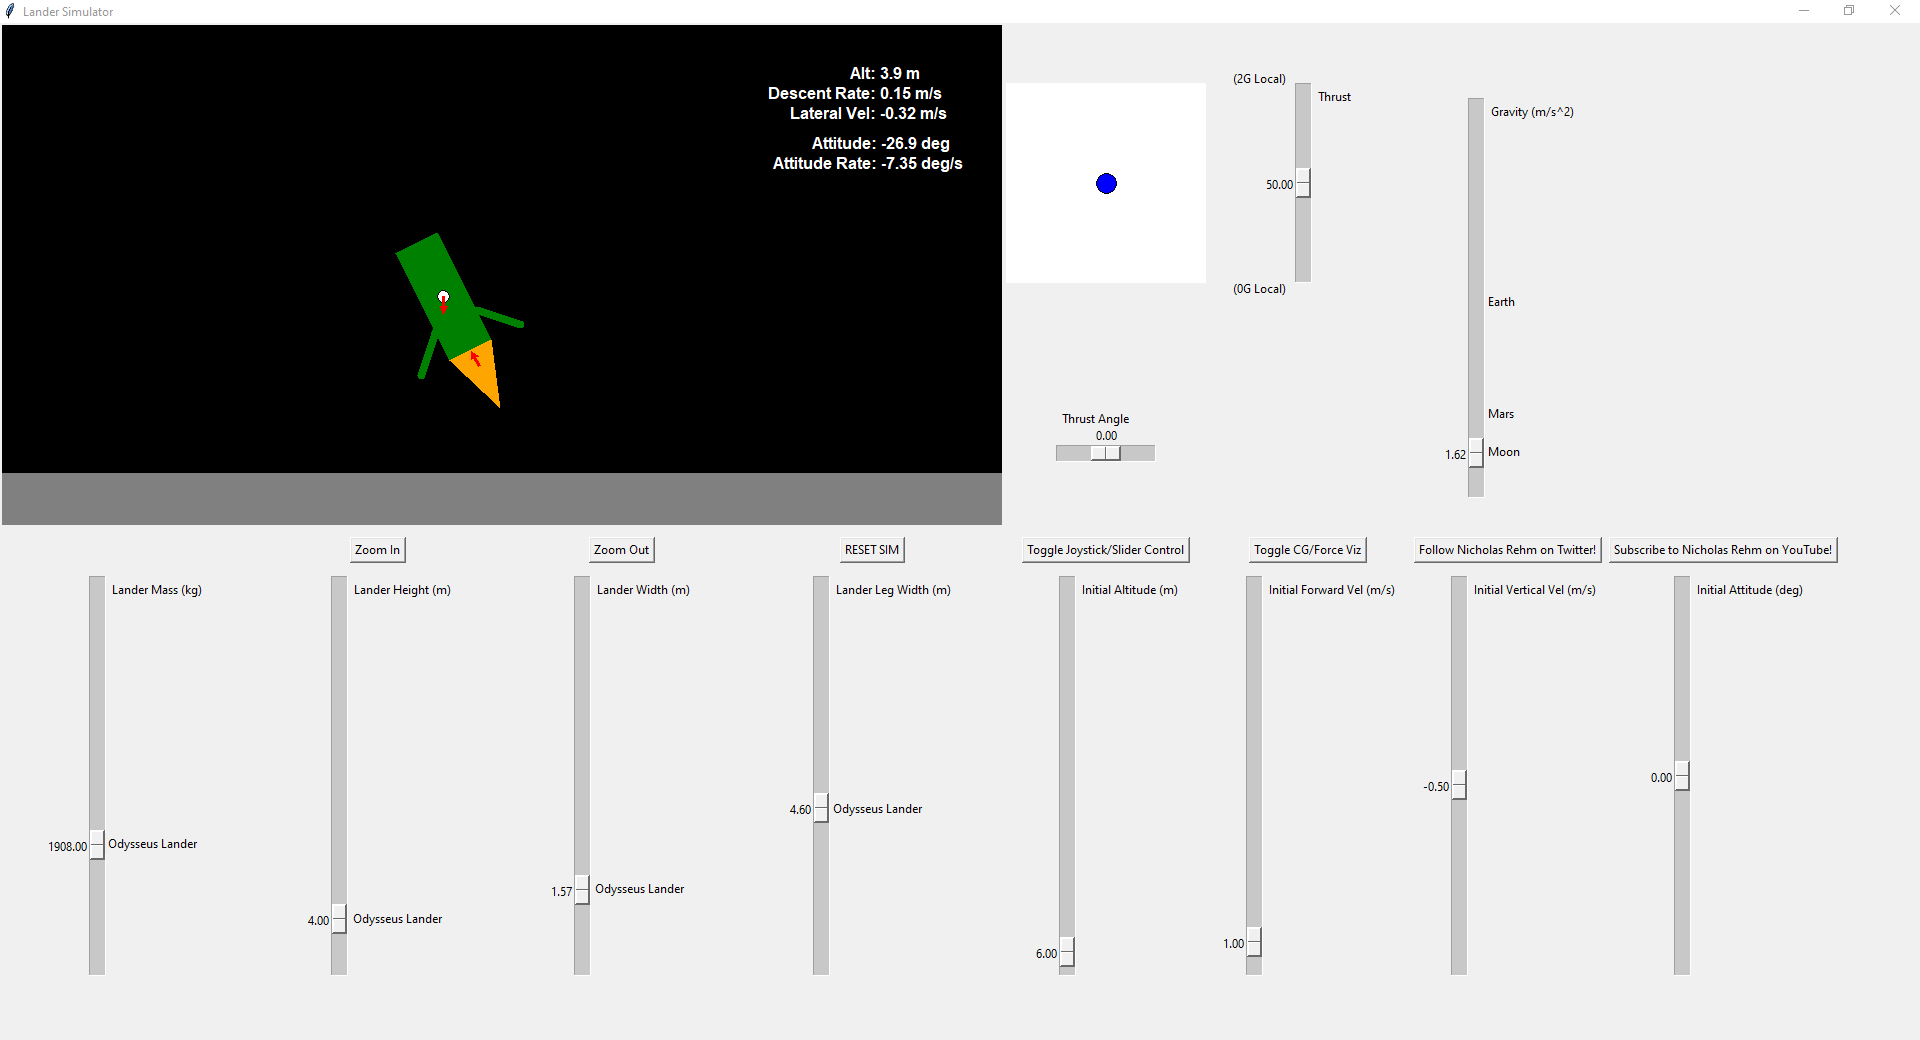 Lander Simulator
Alt: 3.9 m
Descent Rate: 0.15 m/s
Lateral Vel: -0.32 m/s
Attitude: -26.9 deg
Attitude Rate: -7.35 deg/s
(2G Local)
Thrust
50.00
(0G Local)
Gravity (m/s^2)
Earth
Mars
1.62 Moon
Thrust Angle
0.00
Zoom In
Zoom Out
RESET SIM
Toggle Joystick/Slider Control
Toggle CG/Force Viz
Follow Nicholas Rehm on Twitter!
Subscribe to Nicholas Rehm on YouTube!
Lander Mass (kg)
1908.00 Odysseus Lander
Lander Height (m)
4.00 Odysseus Lander
Lander Width (m)
1.57 Odysseus Lander
Lander Leg Width (m)
4.60 Odysseus Lander
Initial Altitude (m)
6.00
Initial Forward Vel (m/s)
1.00
Initial Vertical Vel (m/s)
-0.50
Initial Attitude (deg)
0.00